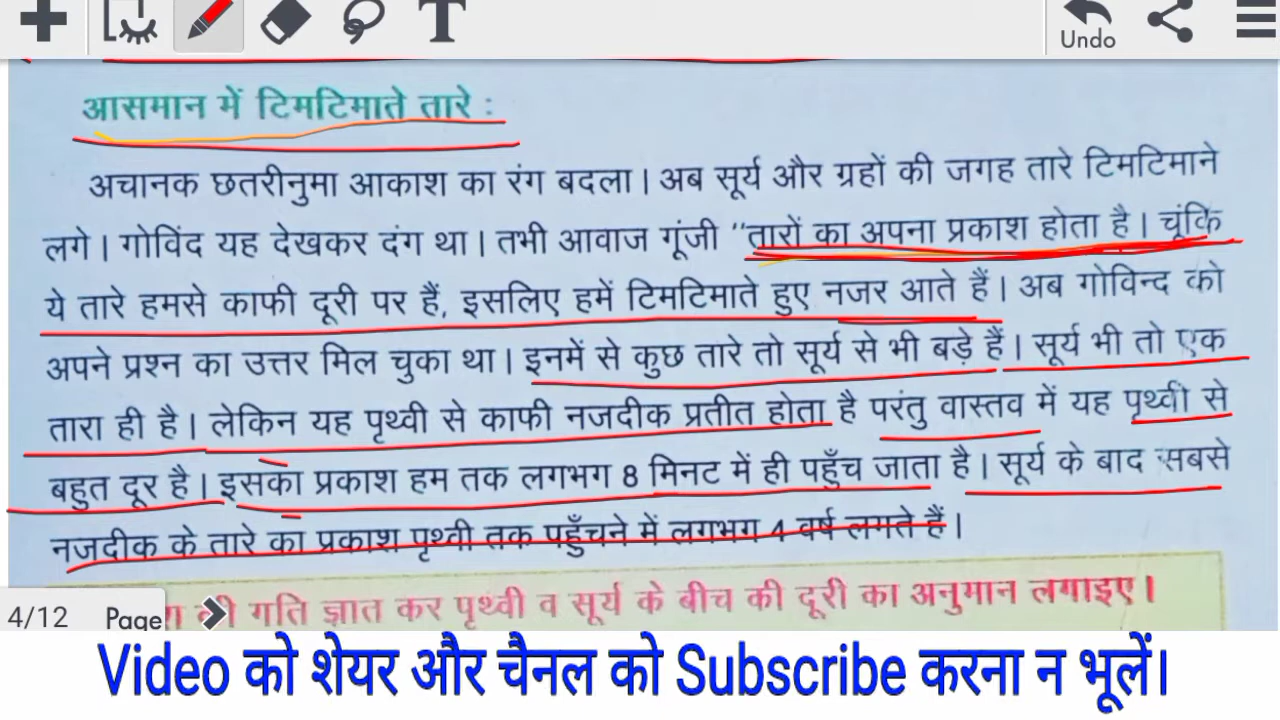 Undo
आसमान में टिमटिमाते तारे :
अचानक छतरीनुमा आकाश का रंग बदला। अब सूर्य और ग्रहों की जगह तारे टिमटिमाने
लगे। गोविंद यह देखकर दंग था। तभी आवाज गूंजी "तारों का अपना प्रकाश होता है। चूंकि
ये तारे हमसे काफी दूरी पर हैं, इसलिए हमें टिमटिमाते हुए नजर आते हैं। अब गोविन्द को
अपने प्रश्न का उत्तर मिल चुका था। इनमें से कुछ तारे तो सूर्य से भी बड़े हैं। सूर्य भी तो एक
तारा ही है। लेकिन यह पृथ्वी से काफी नजदीक प्रतीत होता है परंतु वास्तव में यह पृथ्वी से
बहुत दूर है। इसका प्रकाश हम तक लगभग 8 मिनट में ही पहुँच जाता है। सूर्य के बाद सबसे
नजदीक के तारे का प्रकाश पृथ्वी तक पहुँचने में लगभग 4 वर्ष लगते हैं।
की गति ज्ञात कर पृथ्वी व सूर्य के बीच की दूरी का अनुमान लगाइए।
4/12 Page
Video को शेयर और चैनल को Subscribe करना न भूलें।